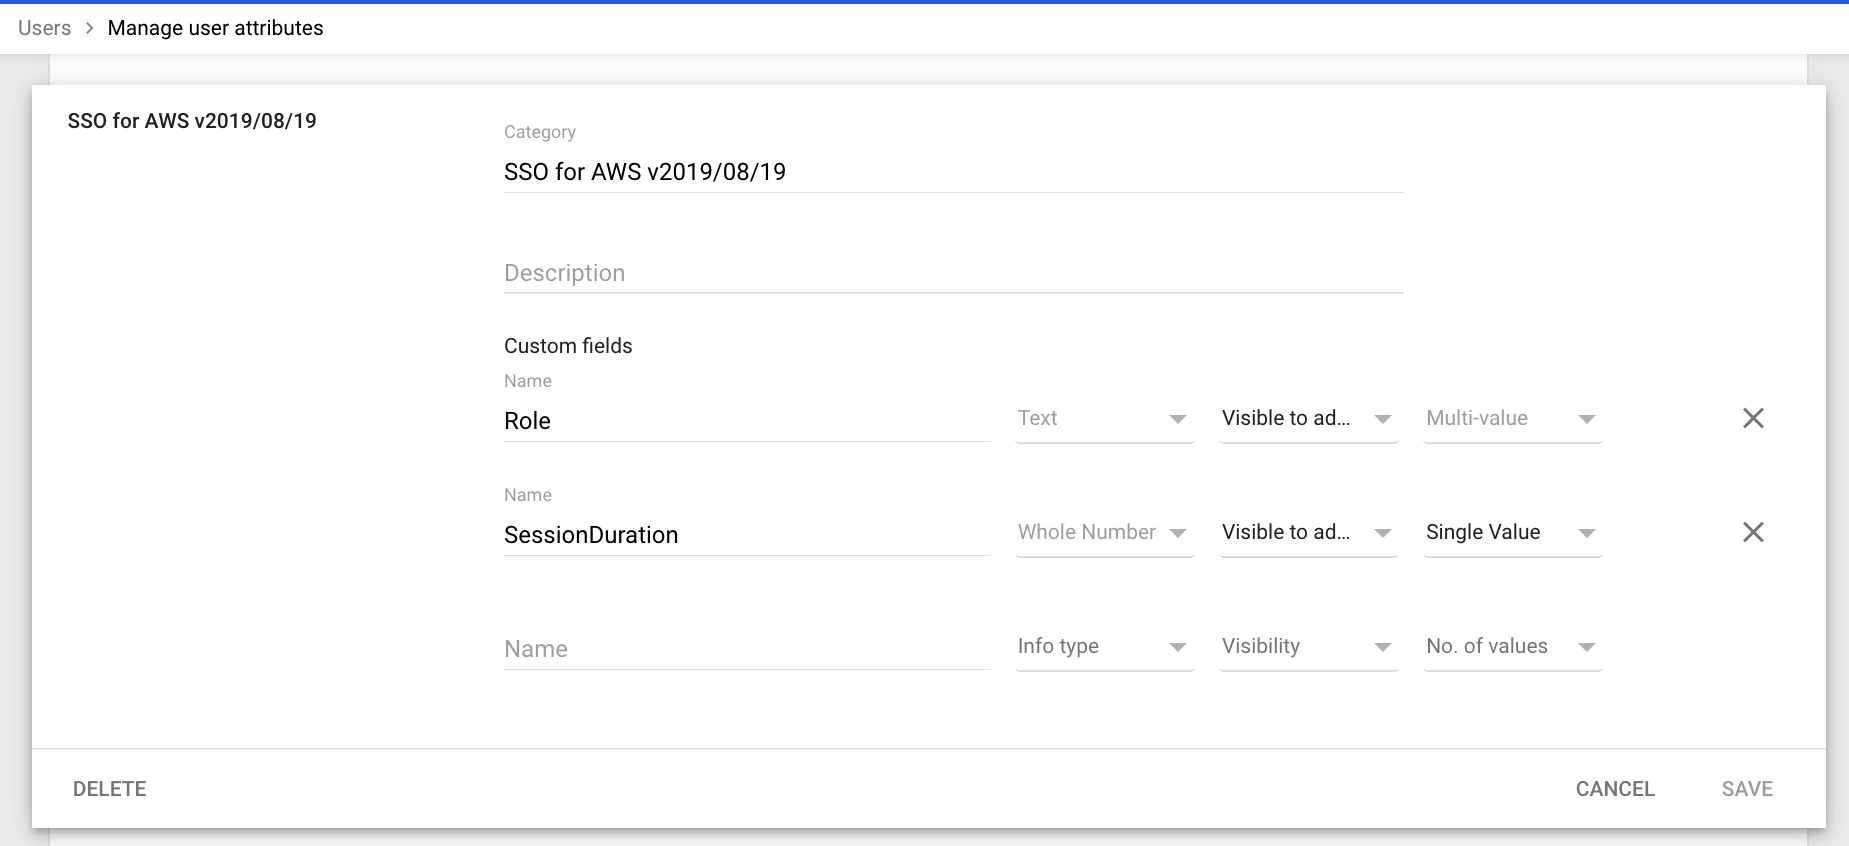 Users > Manage user attributes
SSO for AWS v2019/08/19
Category
SSO for AWS v2019/08/19
Description
Custom fields
Name
Role Text Visible to ad... Multi-value
Name
SessionDuration Whole Number Visible to ad... Single Value
Name Info type Visibility No. of values
DELETE CANCEL SAVE